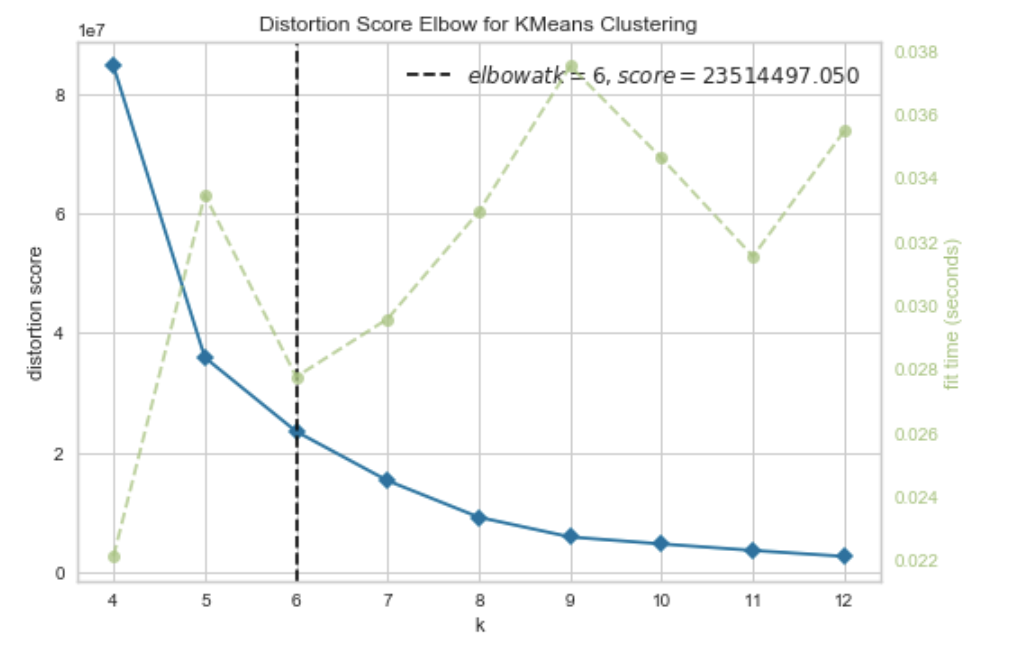 Distortion Score Elbow for KMeans Clustering
1e7
elbowatk = 6, score = 23514497.050
8
6
4
2
0
distortion score
0.038
0.036
0.034
0.032
0.030
0.028
0.026
0.024
0.022
fit time (seconds)
4 5 6 7 8 9 10 11 12
k